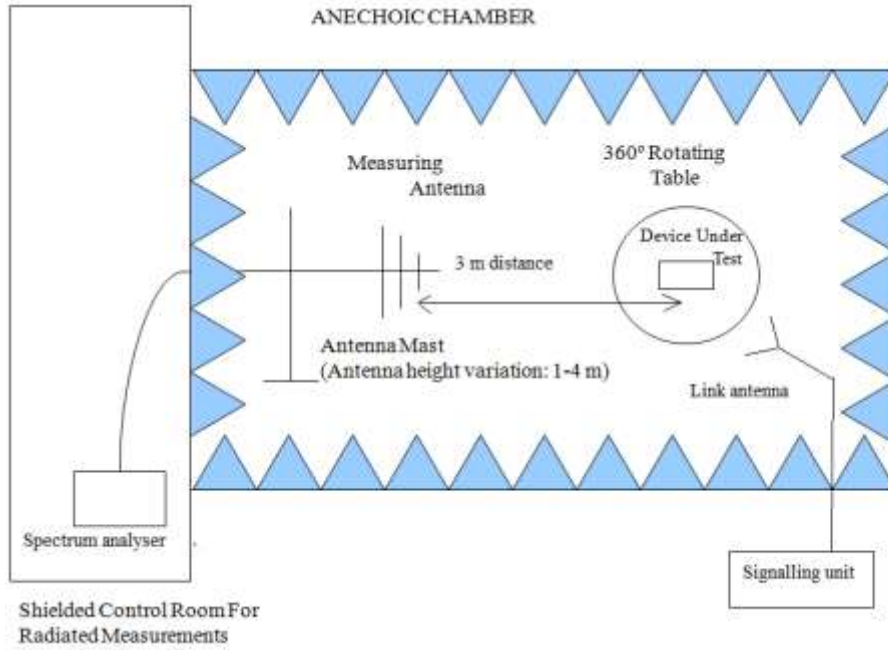 ANECHOIC CHAMBER
Measuring
Antenna
360º Rotating
Table
Device Under
Test
3 m distance
Antenna Mast
(Antenna height variation: 1-4 m)
Link antenna
Spectrum analyser
Signalling unit
Shielded Control Room For
Radiated Measurements